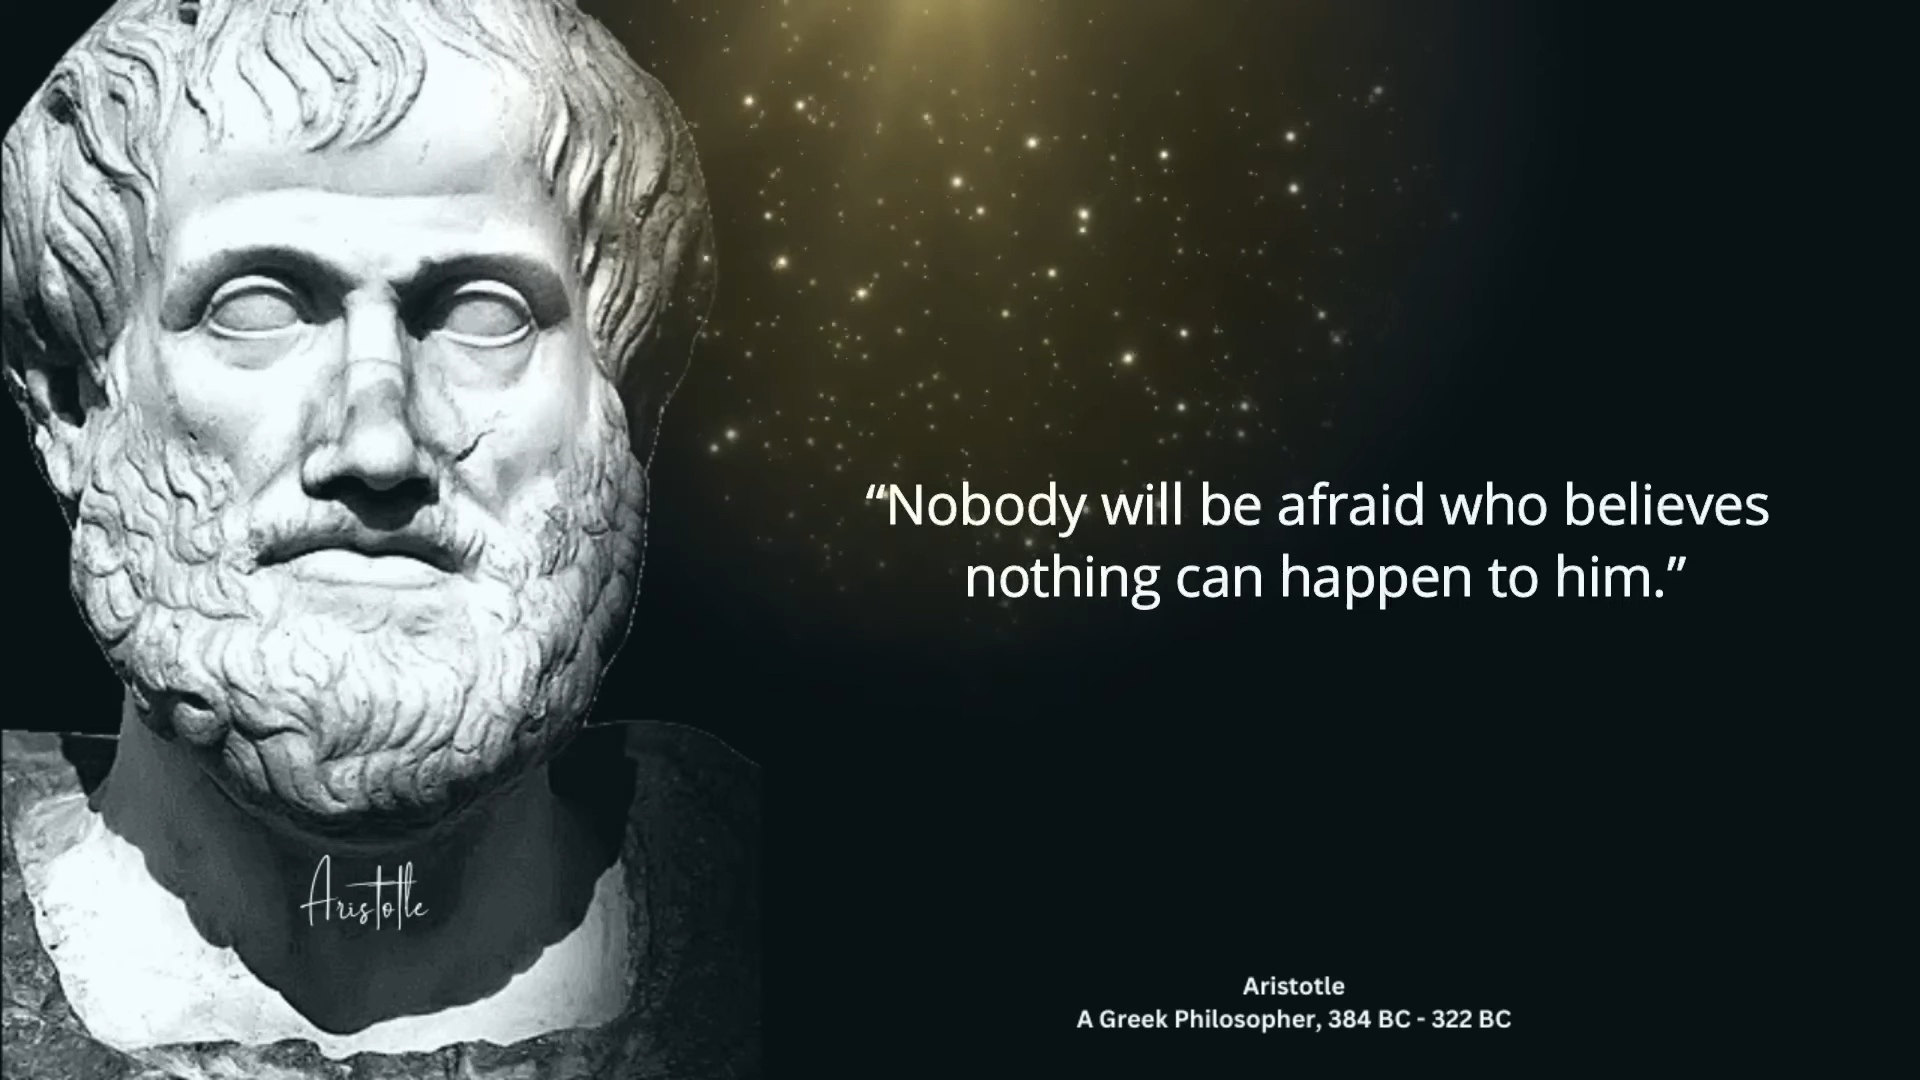 “Nobody will be afraid who believes
nothing can happen to him.”
Aristotle
Aristotle
A Greek Philosopher, 384 BC - 322 BC